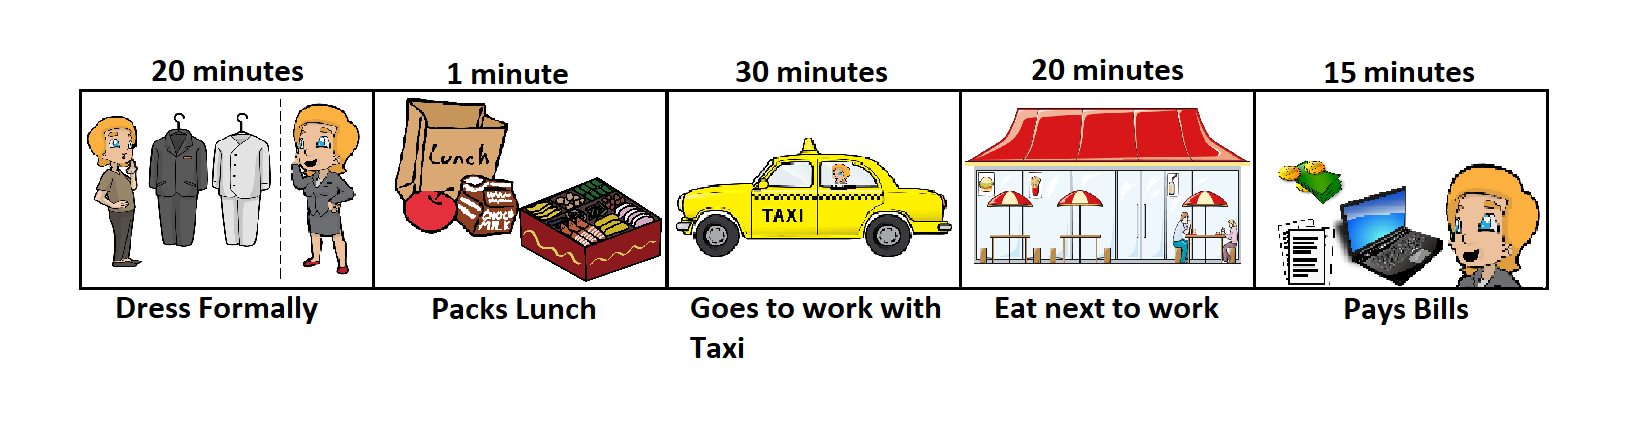 20 minutes
1 minute
30 minutes
20 minutes
15 minutes
Lunch
CHOCO
MILK
TAXI
Dress Formally
Packs Lunch
Goes to work with
Taxi
Eat next to work
Pays Bills